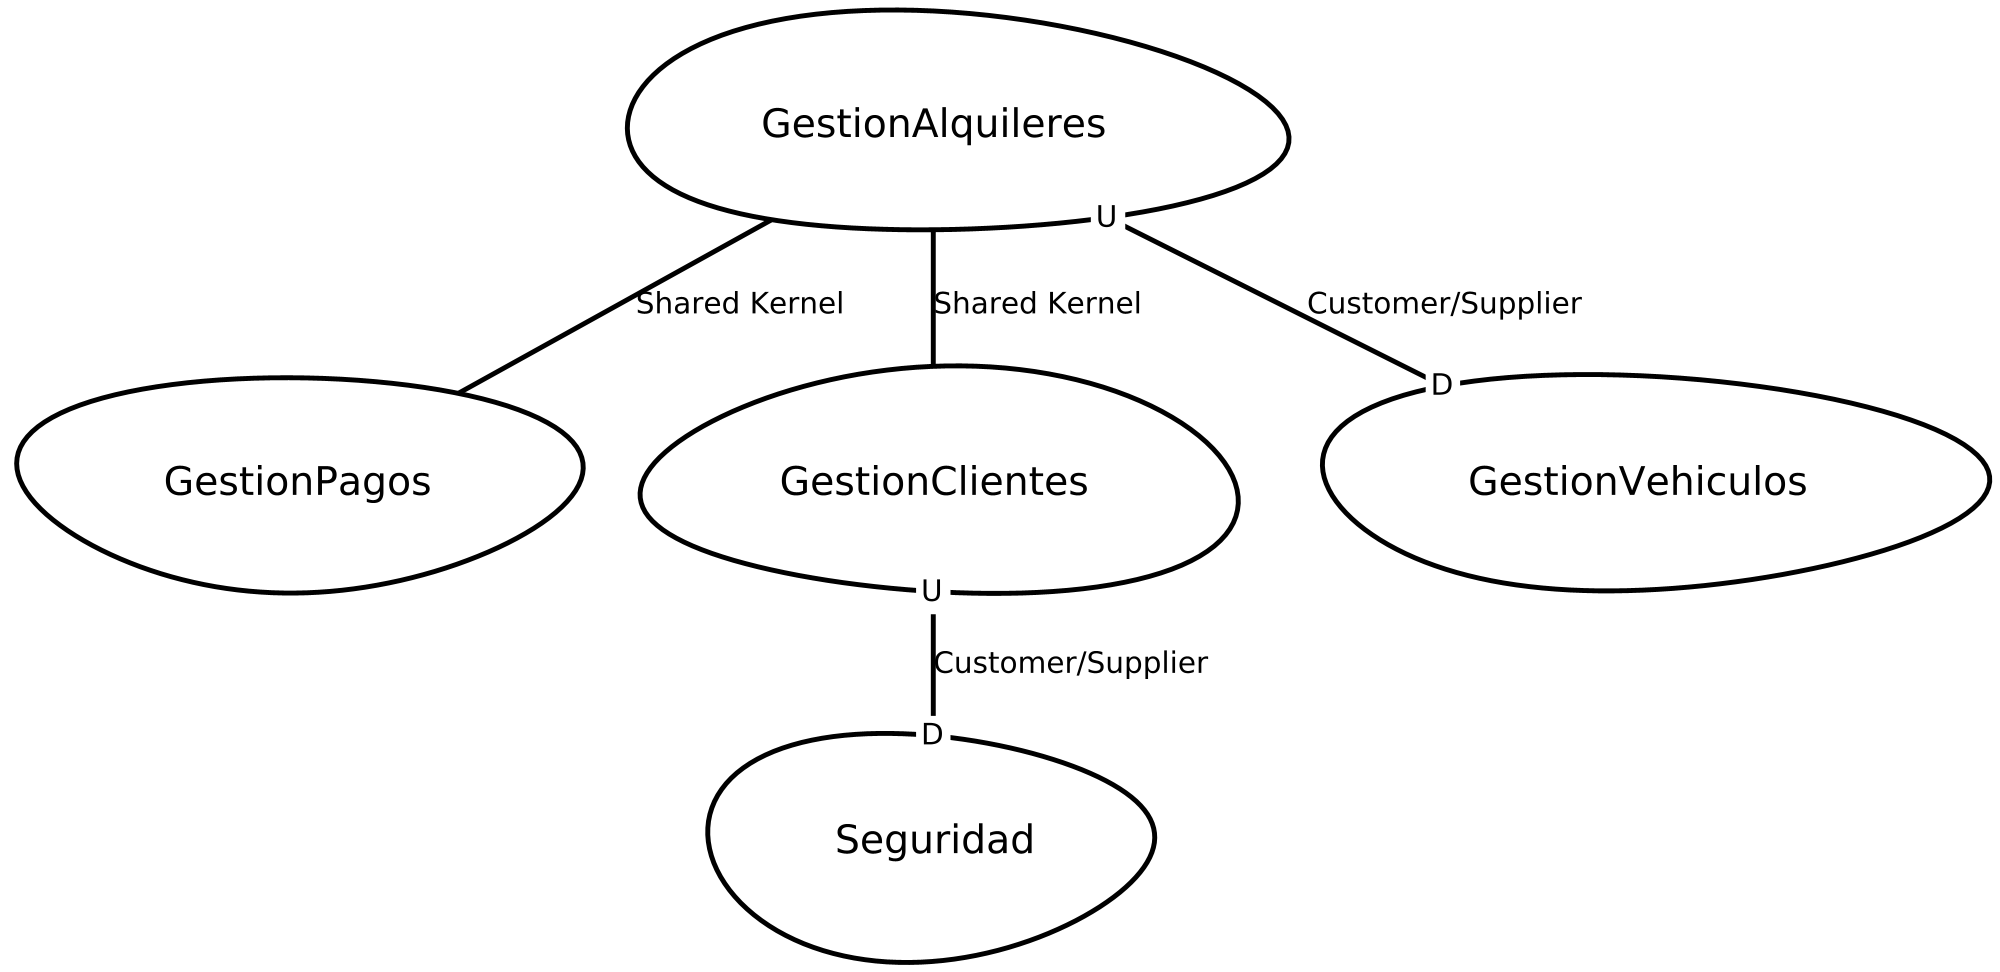 GestionAlquileres
U
Shared Kernel
Shared Kernel
Customer/Supplier
D
GestionPagos
GestionClientes
GestionVehiculos
U
Customer/Supplier
D
Seguridad